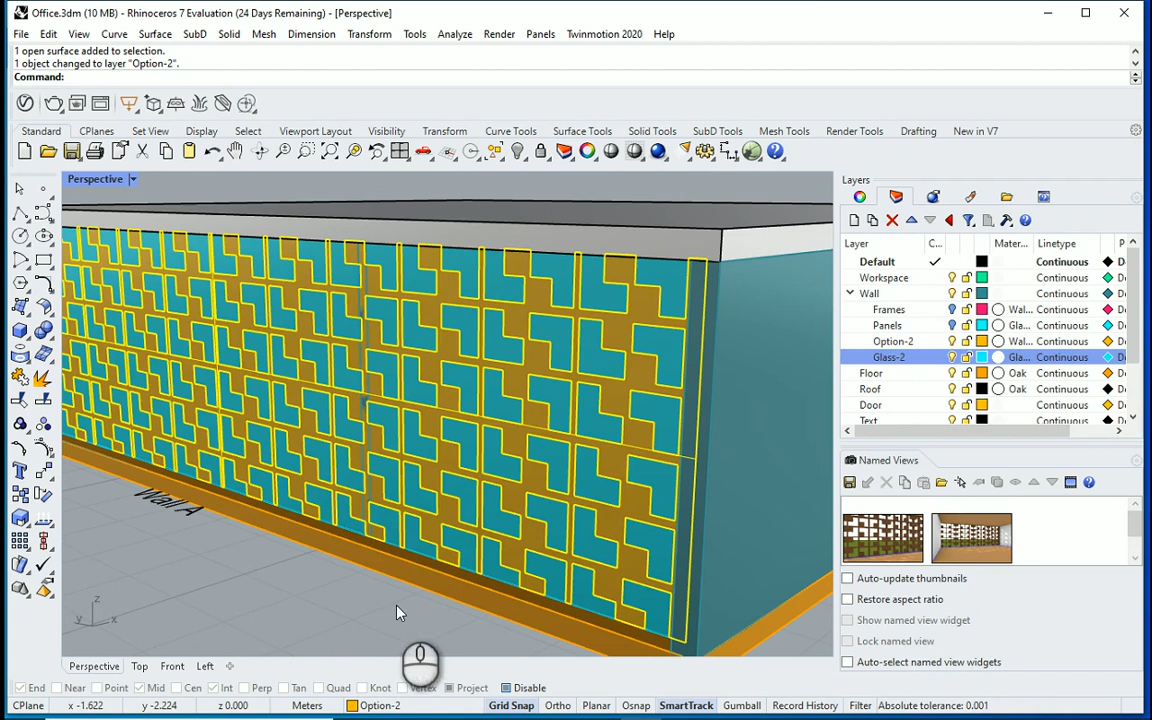 Office.3dm (10 MB) - Rhinoceros 7 Evaluation (24 Days Remaining) - [Perspective]
File Edit View Curve Surface SubD Solid Mesh Dimension Transform Tools Analyze Render Panels Twinmotion 2020 Help
1 open surface added to selection.
1 object changed to layer "Option-2".
Command:
Standard CPlanes Set View Display Select Viewport Layout Visibility Transform Curve Tools Surface Tools Solid Tools SubD Tools Mesh Tools Render Tools Drafting New in V7
Perspective
Layers
Layer C... Mater... Linetype P
Default Continuous D
Workspace Continuous D
Wall Continuous D
Frames Wal... Continuous D
Panels Gla... Continuous D
Option-2 Wal... Continuous D
Glass-2 Gla... Continuous D
Floor Oak Continuous D
Roof Oak Continuous D
Door Continuous D
Text Continuous D
Named Views
Wall A
z
y x
Auto-update thumbnails
Restore aspect ratio
Show named view widget
Lock named view
Auto-select named view widgets
Perspective Top Front Left
End Near Point Mid Cen Int Perp Tan Quad Knot Vertex Project Disable
CPlane x -1.622 y -2.224 z 0.000 Meters Option-2 Grid Snap Ortho Planar Osnap SmartTrack Gumball Record History Filter Absolute tolerance: 0.001